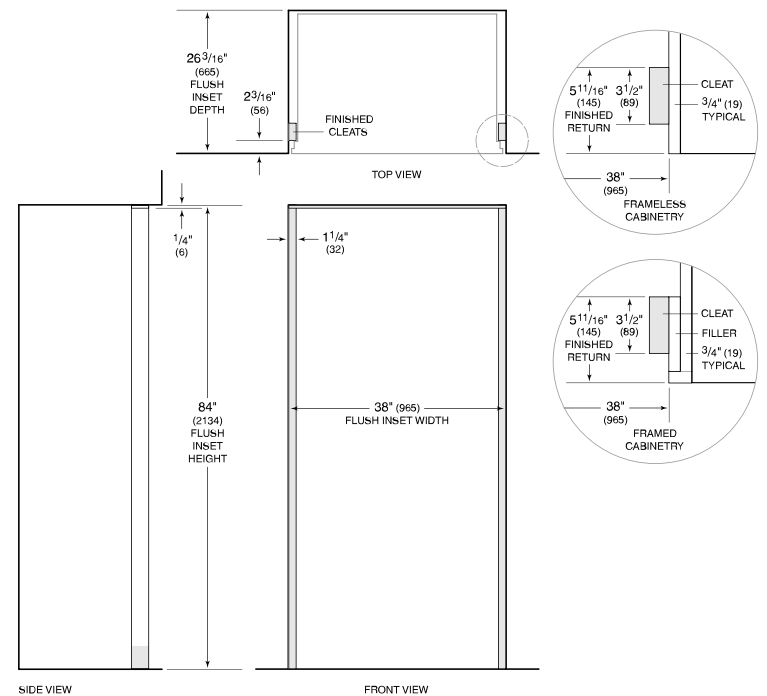 26 3/16"
(665)
FLUSH
INSET
DEPTH
2 3/16"
(56)
FINISHED
CLEATS
TOP VIEW
5 11/16"
(145)
FINISHED
RETURN
3 1/2"
(89)
CLEAT
3/4" (19)
TYPICAL
38"
(965)
FRAMELESS
CABINETRY
1/4"
(6)
1 1/4"
(32)
5 11/16"
(145)
FINISHED
RETURN
3 1/2"
(89)
CLEAT
FILLER
3/4" (19)
TYPICAL
38"
(965)
FRAMED
CABINETRY
84"
(2134)
FLUSH
INSET
HEIGHT
38" (965)
FLUSH INSET WIDTH
SIDE VIEW
FRONT VIEW